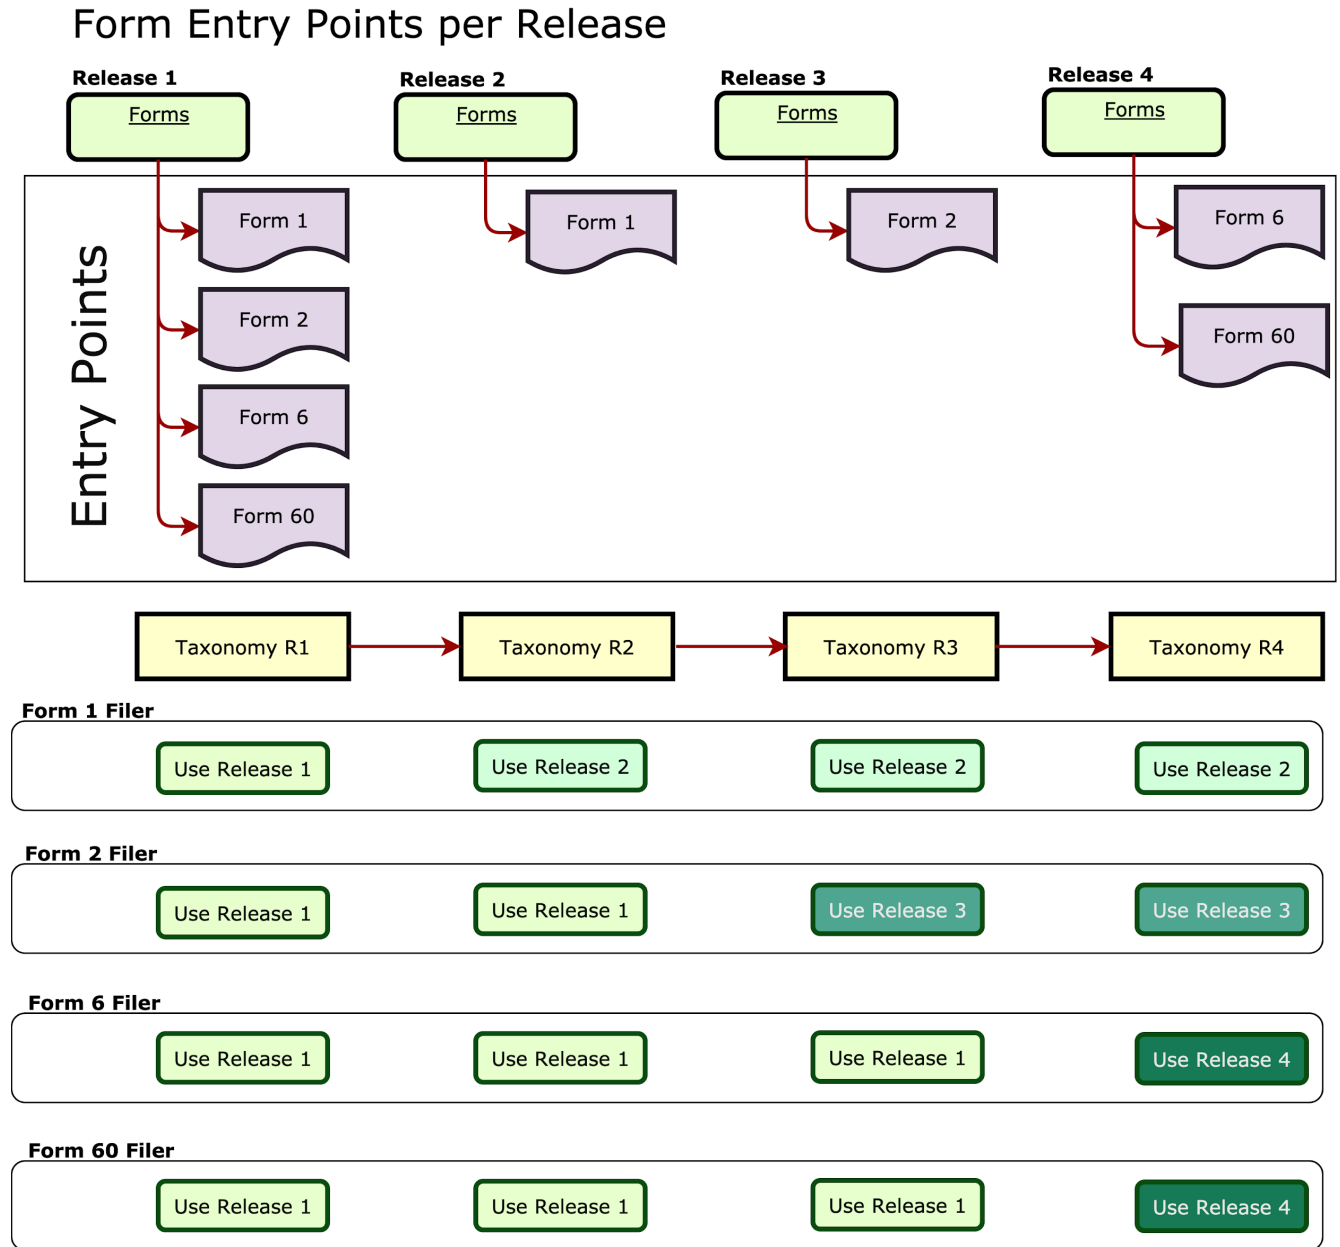 Form Entry Points per Release
Release 1
Release 2
Release 3
Release 4
Forms
Forms
Forms
Forms
Entry Points
Form 1
Form 1
Form 2
Form 6
Form 2
Form 60
Form 6
Form 60
Taxonomy R1
Taxonomy R2
Taxonomy R3
Taxonomy R4
Form 1 Filer
Use Release 1
Use Release 2
Use Release 2
Use Release 2
Form 2 Filer
Use Release 1
Use Release 1
Use Release 3
Use Release 3
Form 6 Filer
Use Release 1
Use Release 1
Use Release 1
Use Release 4
Form 60 Filer
Use Release 1
Use Release 1
Use Release 1
Use Release 4